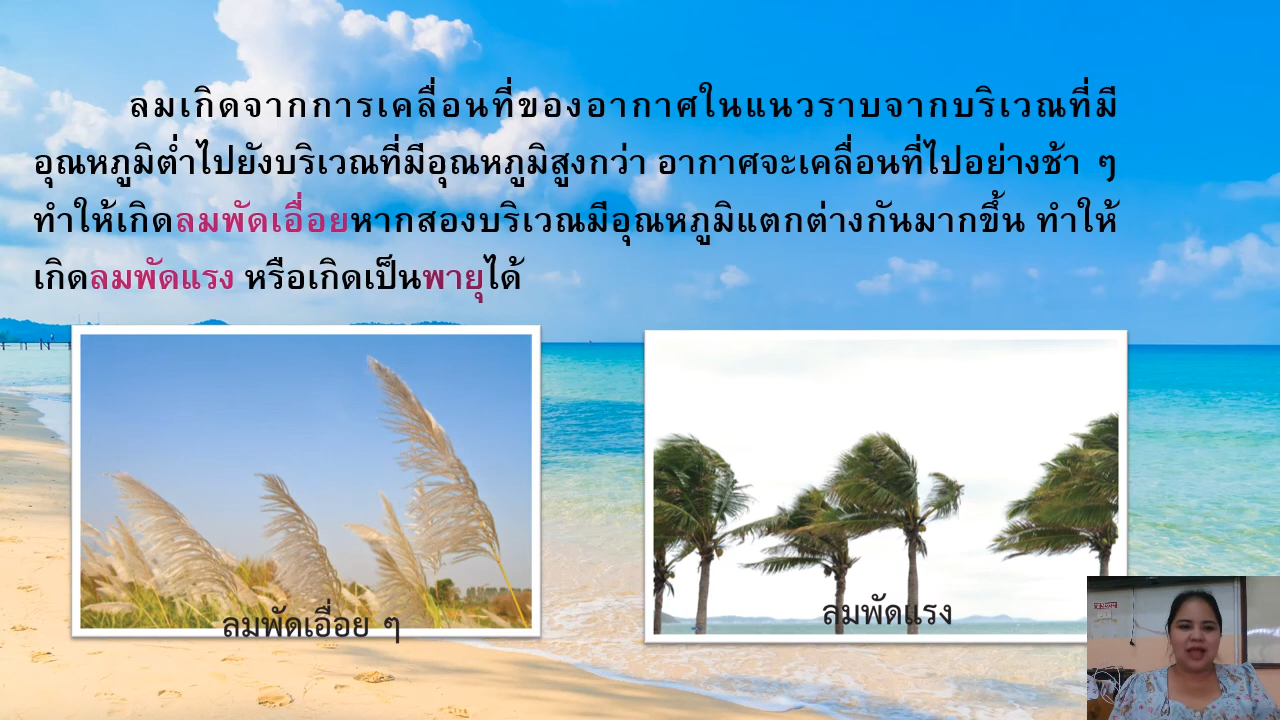 ลมเกิดจากการเคลื่อนที่ของอากาศในแนวราบจากบริเวณที่มี
อุณหภูมิต่ำไปยังบริเวณที่มีอุณหภูมิสูงกว่า อากาศจะเคลื่อนที่ไปอย่างช้า ๆ
ทำให้เกิดลมพัดเอื่อยหากสองบริเวณมีอุณหภูมิแตกต่างกันมากขึ้น ทำให้
เกิดลมพัดแรง หรือเกิดเป็นพายุได้
ลมพัดเอื่อย ๆ
ลมพัดแรง